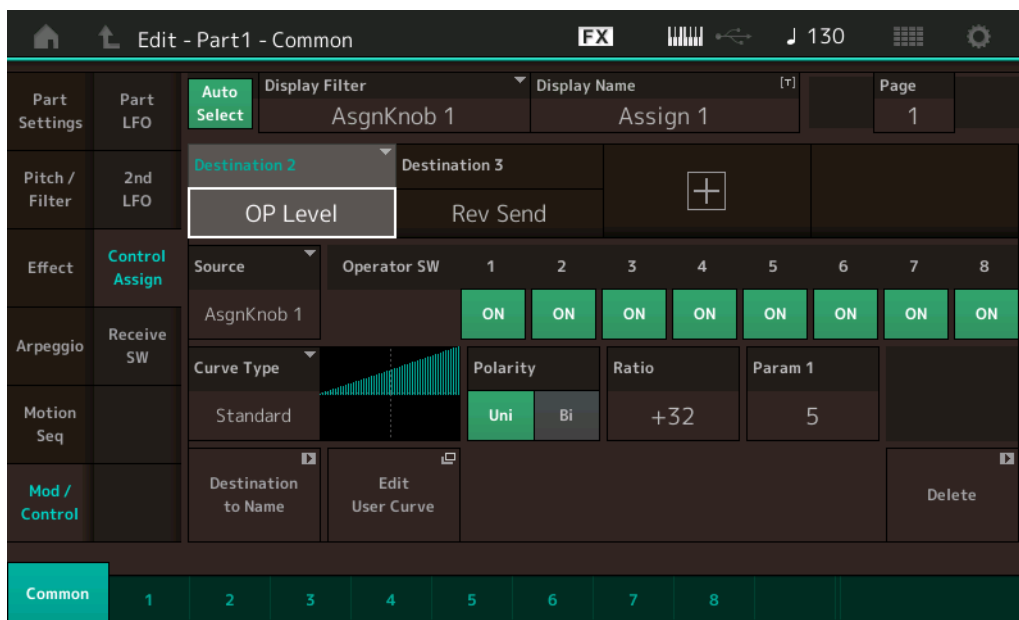 Edit - Part1 - Common FX 130
Part Settings
Part LFO
Auto Select
Display Filter
AsgnKnob 1
Display Name [T]
Assign 1
Page
1
Pitch / Filter
2nd LFO
Destination 2
OP Level
Destination 3
Rev Send
Effect
Control Assign
Source
AsgnKnob 1
Operator SW 1 2 3 4 5 6 7 8
ON ON ON ON ON ON ON ON
Arpeggio
Receive SW
Curve Type
Standard
Polarity
Uni Bi
Ratio
+32
Param 1
5
Motion Seq
Mod / Control
Destination to Name
Edit User Curve
Delete
Common 1 2 3 4 5 6 7 8